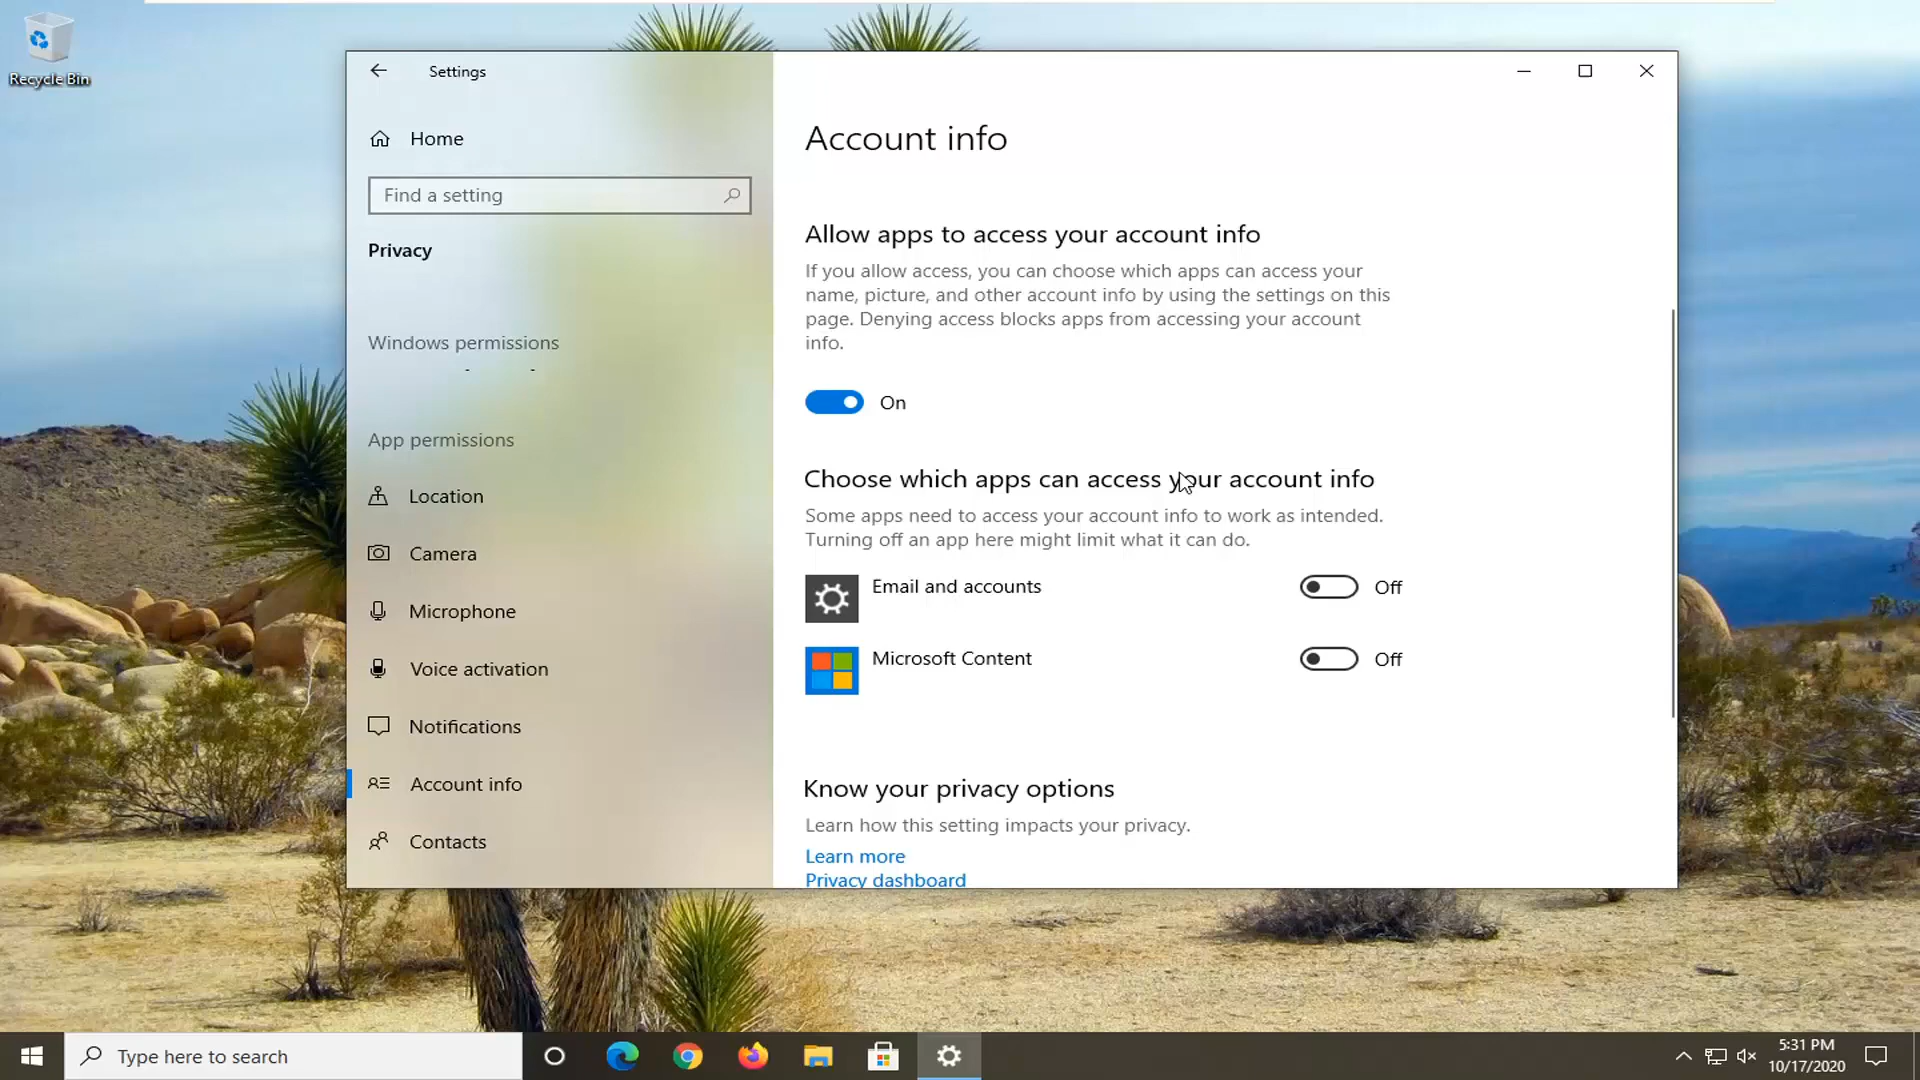 Recycle Bin
Settings
Home
Find a setting
Privacy
Windows permissions
App permissions
Location
Camera
Microphone
Voice activation
Notifications
Account info
Contacts
Account info
Allow apps to access your account info
If you allow access, you can choose which apps can access your
name, picture, and other account info by using the settings on this
page. Denying access blocks apps from accessing your account
info.
On
Choose which apps can access your account info
Some apps need to access your account info to work as intended.
Turning off an app here might limit what it can do.
Email and accounts
Off
Microsoft Content
Off
Know your privacy options
Learn how this setting impacts your privacy.
Learn more
Privacy dashboard
Type here to search
5:31 PM
10/17/2020